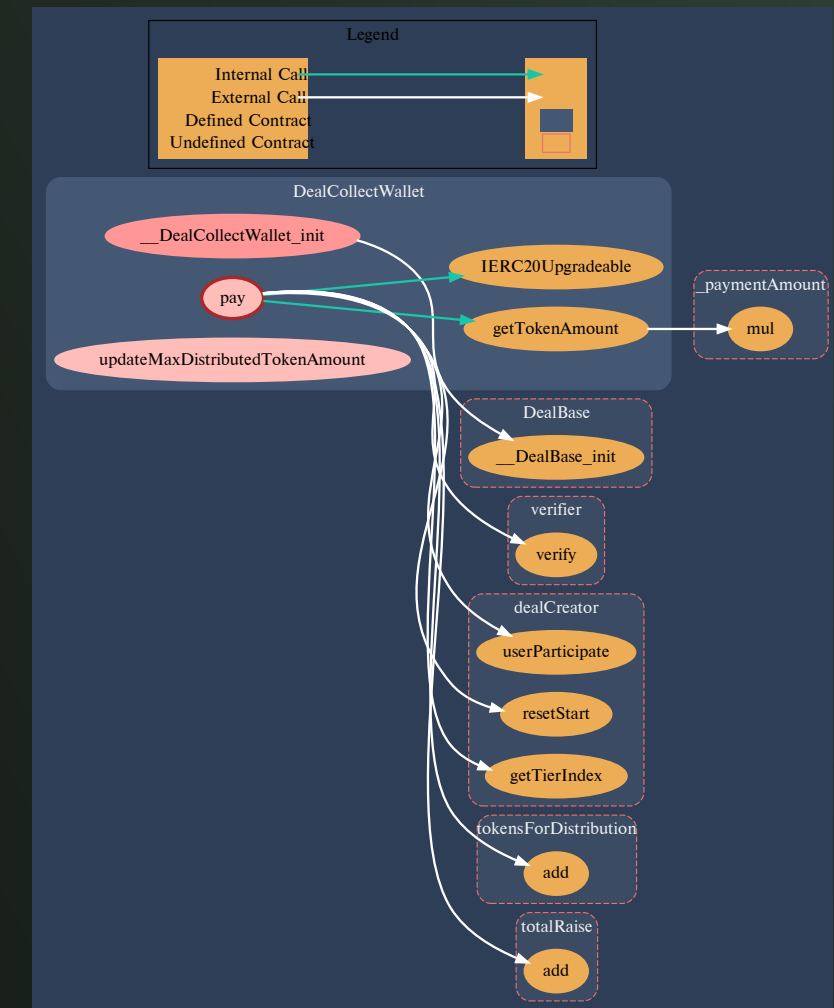 Legend
Internal Call
External Call
Defined Contract
Undefined Contract
DealCollectWallet
__DealCollectWallet_init
IERC20Upgradeable
pay
getTokenAmount
updateMaxDistributedTokenAmount
_paymentAmount
mul
DealBase
__DealBase_init
verifier
verify
dealCreator
userParticipate
resetStart
getTierIndex
tokensForDistribution
add
totalRaise
add